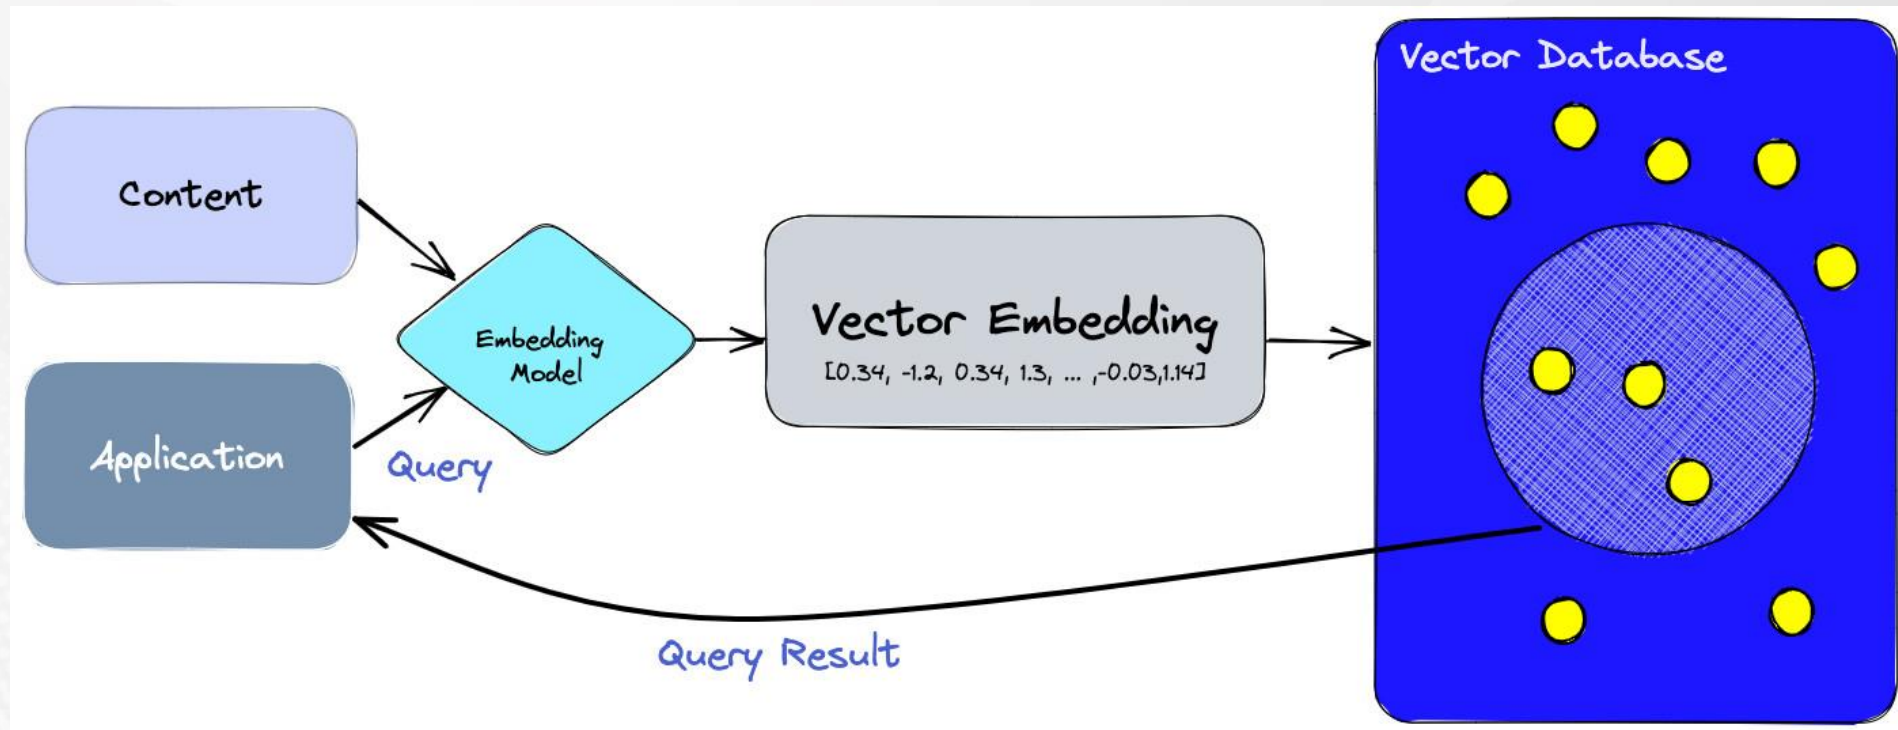 Vector Database
Content
Embedding
Model
Vector Embedding
[0.34, -1.2, 0.34, 1.3, ... ,-0.03,1.14]
Application
Query
Query Result